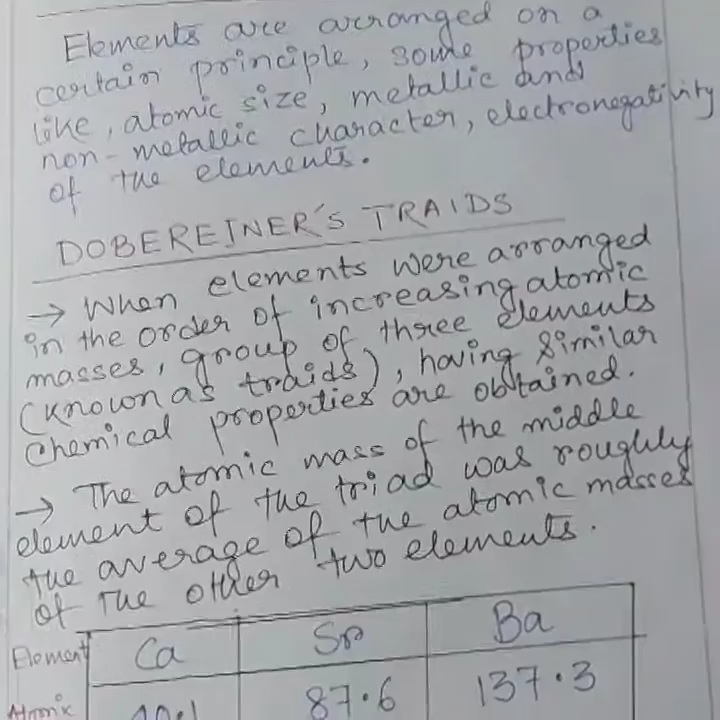 Elements are arranged on a
certain principle, some properties
like, atomic size, metallic and
non-metallic character, electronegativity
of the elements.
DOBEREINER'S TRAIDS
→ When elements were arranged
in the order of increasing atomic
masses, group of three elements
(known as traids), having similar
chemical properties are obtained.
→ The atomic mass of the middle
element of the triad was roughly
the average of the atomic masses
of the other two elements.
Element Ca Sr Ba
Atomic 40.1 87.6 137.3